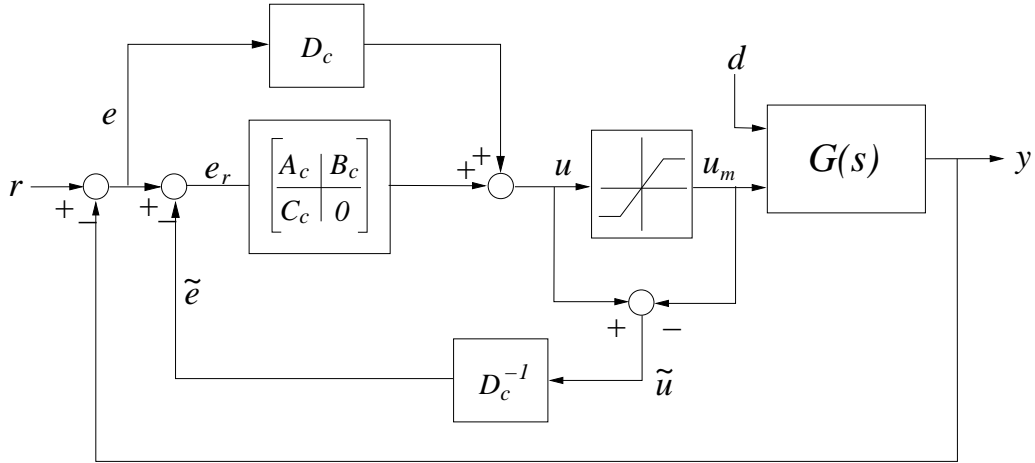 D_c
d
e
r
+
−
+
−
e_r
A_c B_c
C_c 0
+
+
u
u_m
G(s)
y
ẽ
+
−
D_c^{-1}
ũ